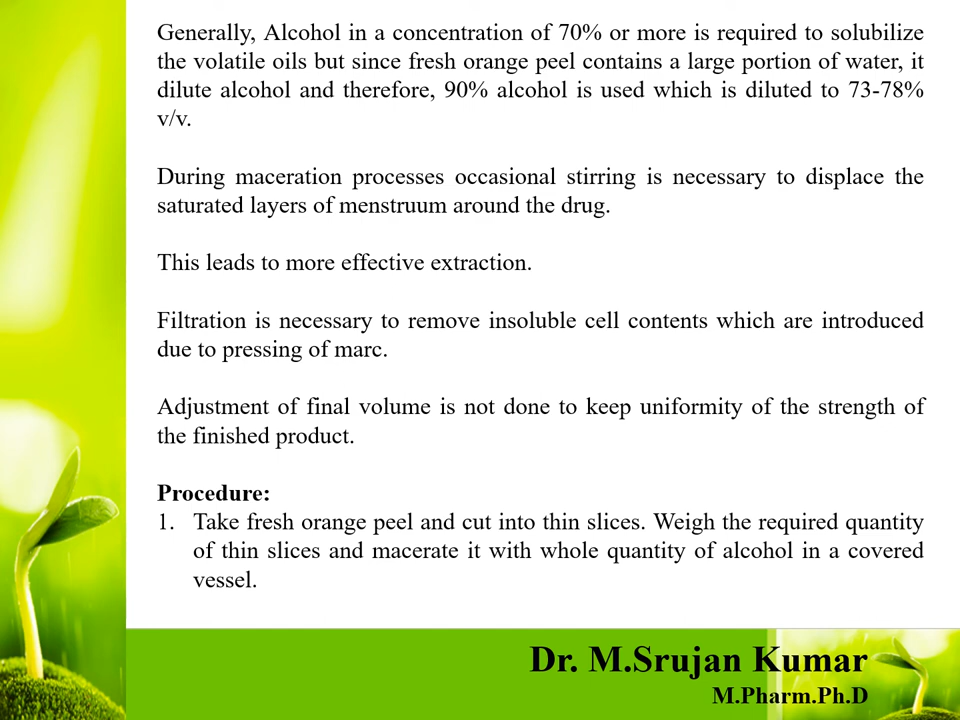 Generally, Alcohol in a concentration of 70% or more is required to solubilize
the volatile oils but since fresh orange peel contains a large portion of water, it
dilute alcohol and therefore, 90% alcohol is used which is diluted to 73-78%
v/v.
During maceration processes occasional stirring is necessary to displace the
saturated layers of menstruum around the drug.
This leads to more effective extraction.
Filtration is necessary to remove insoluble cell contents which are introduced
due to pressing of marc.
Adjustment of final volume is not done to keep uniformity of the strength of
the finished product.
Procedure:
1. Take fresh orange peel and cut into thin slices. Weigh the required quantity
of thin slices and macerate it with whole quantity of alcohol in a covered
vessel.
Dr. M.Srujan Kumar
M.Pharm.Ph.D